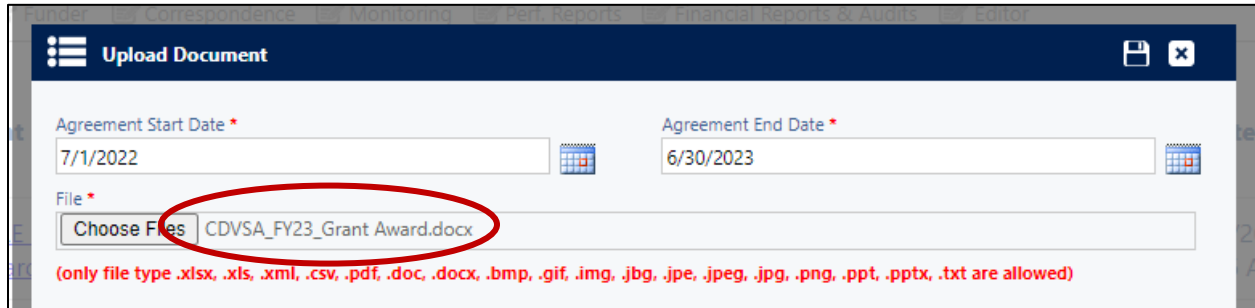 Funder Correspondence Monitoring Perf. Reports Financial Reports & Audits Editor
Upload Document
Agreement Start Date * Agreement End Date *
7/1/2022 6/30/2023
File *
Choose Files CDVSA_FY23_Grant Award.docx
(only file type .xlsx, .xls, .xml, .csv, .pdf, .doc, .docx, .bmp, .gif, .img, .jbg, .jpe, .jpeg, .jpg, .png, .ppt, .pptx, .txt are allowed)